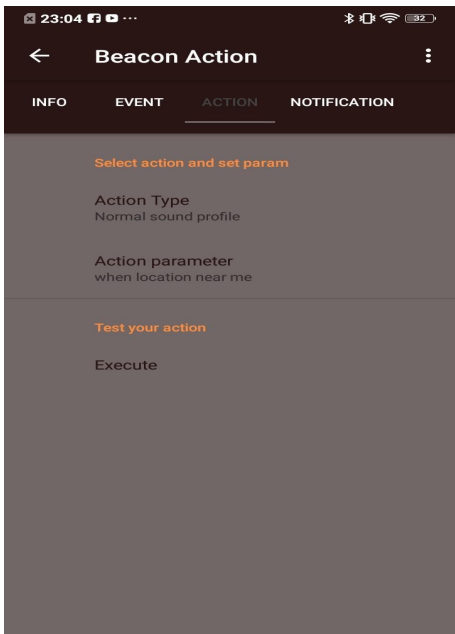 23:04 ···
32
Beacon Action
INFO EVENT ACTION NOTIFICATION
Select action and set param
Action Type
Normal sound profile
Action parameter
when location near me
Test your action
Execute